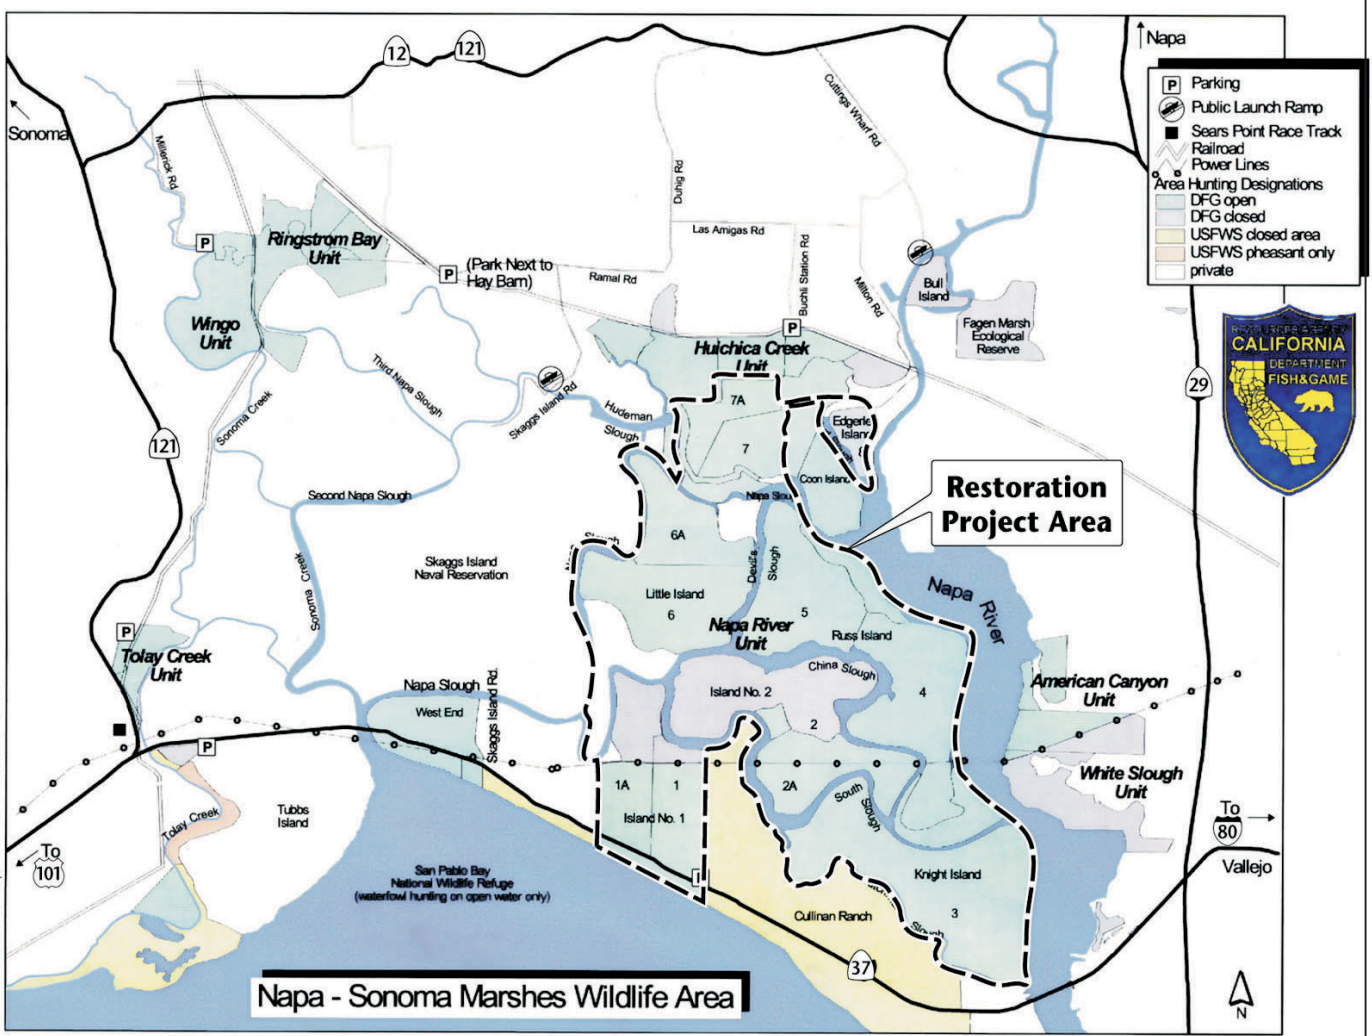 12
121
Napa
Sonoma
P Parking
Public Launch Ramp
Sears Point Race Track
Railroad
Power Lines
Area Hunting Designations
DFG open
DFG closed
USFWS closed area
USFWS pheasant only
private
RESOURCES AGENCY
CALIFORNIA
DEPARTMENT
FISH&GAME
29
Millerick Rd
Cuttings Wharf Rd
Duhig Rd
Las Amigas Rd
Buchli Station Rd
Milton Rd
Ramal Rd
P
Ringstrom Bay
Unit
P
(Park Next to
Hay Barn)
Wingo
Unit
Bull
Island
Fagen Marsh
Ecological
Reserve
P
Huichica Creek
Unit
Third Napa Slough
Sonoma Creek
Skaggs Island Rd
Hudeman
Slough
7A
7
Edgerley
Island
Coon Island
121
Second Napa Slough
Napa Slough
Restoration
Project Area
Sonoma Creek
Skaggs Island
Naval Reservation
6A
Devil's
Slough
Napa River
Little Island
6
5
Napa River
Unit
Russ Island
P
Tolay Creek
Unit
Napa Slough
West End
Skaggs Island Rd.
Island No. 2
2
China Slough
4
American Canyon
Unit
P
1A
1
Island No. 1
2A
South
Slough
White Slough
Unit
Tolay Creek
Tubbs
Island
To
101
To
80
Vallejo
San Pablo Bay
National Wildlife Refuge
(waterfowl hunting on open water only)
Knight Island
3
Cullinan Ranch
Slough
37
Napa - Sonoma Marshes Wildlife Area
N